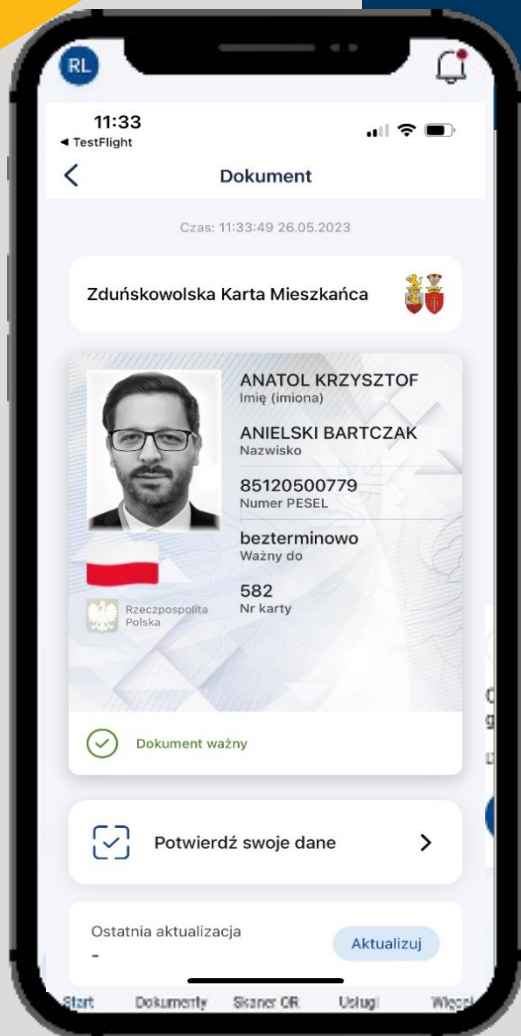 RL
11:33
◀ TestFlight
Dokument
Czas: 11:33:49 26.05.2023
Zduńskowolska Karta Mieszkańca
ANATOL KRZYSZTOF
Imię (imiona)
ANIELSKI BARTCZAK
Nazwisko
85120500779
Numer PESEL
bezterminowo
Ważny do
582
Nr karty
Rzeczpospolita
Polska
Dokument ważny
Potwierdź swoje dane
Ostatnia aktualizacja
-
Aktualizuj
Start Dokumenty Skaner QR Usługi Więcej